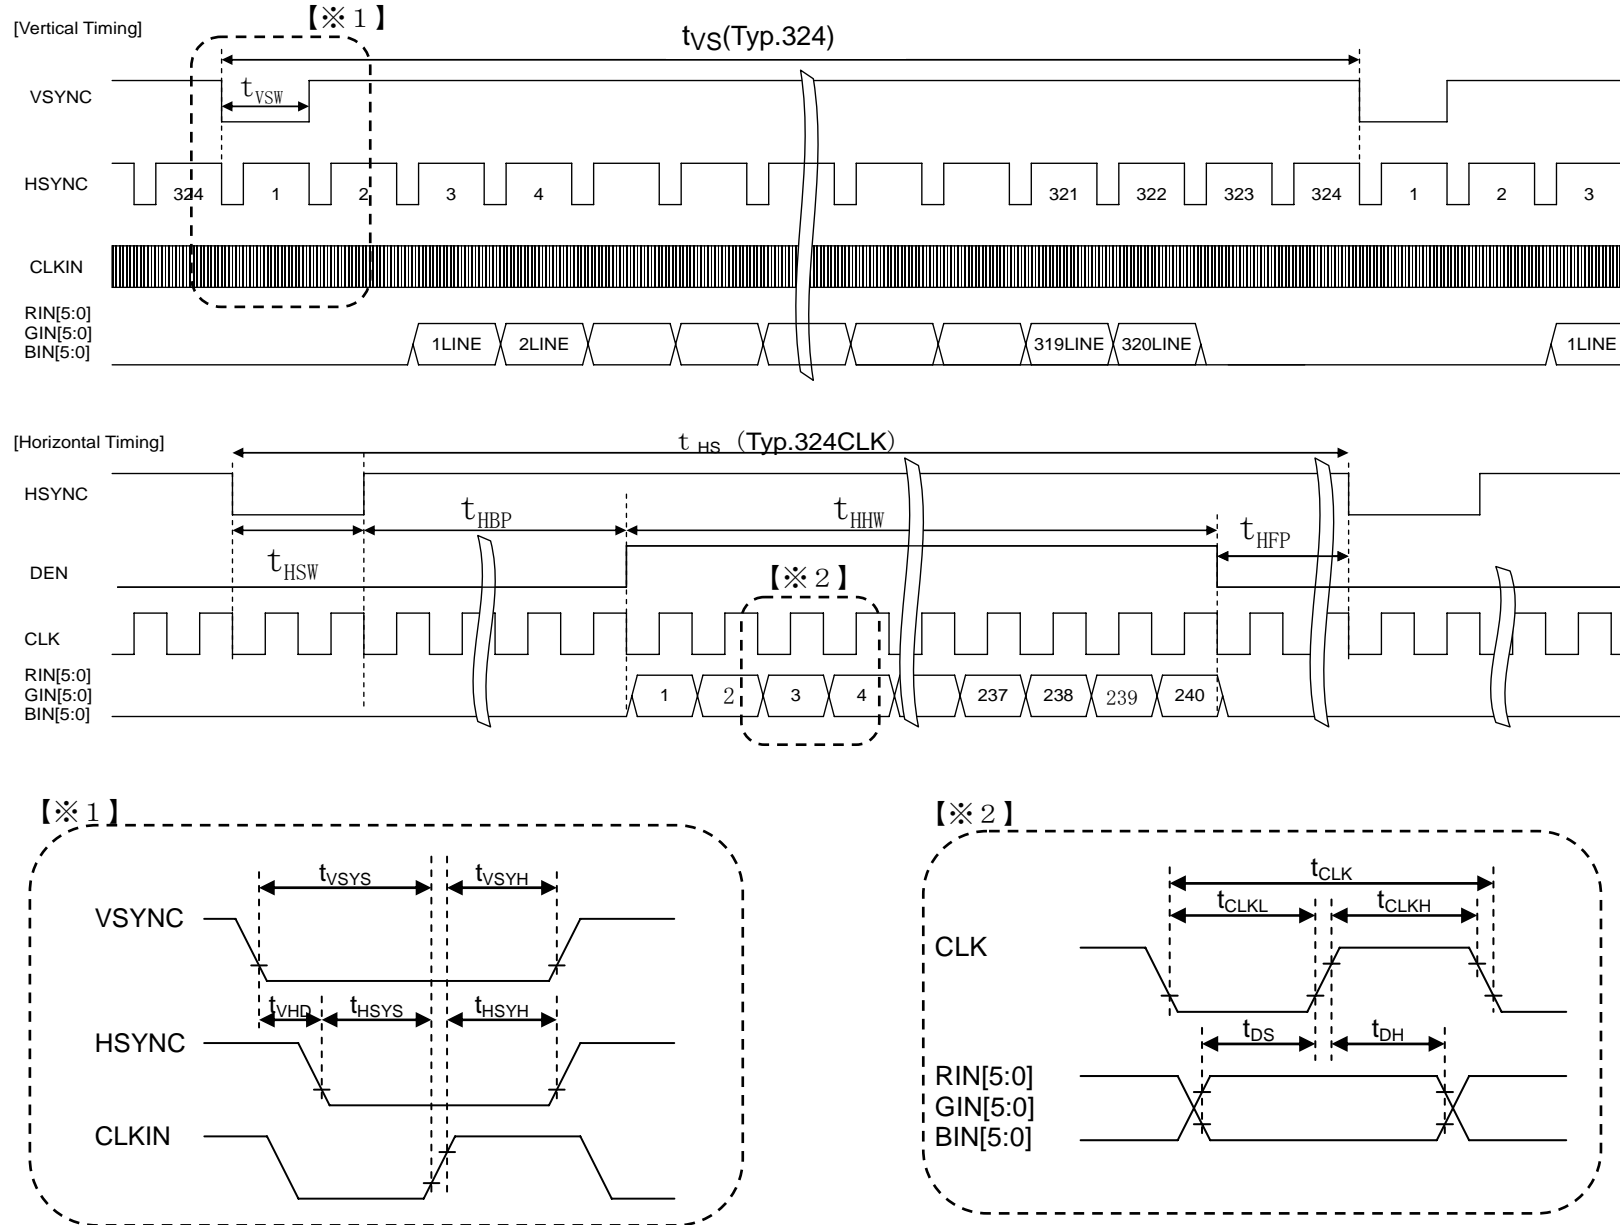 [Vertical Timing]
【※１】
tVS(Typ.324)
tVSW
VSYNC
HSYNC
324 1 2 3 4 321 322 323 324 1 2 3
CLKIN
RIN[5:0]
GIN[5:0]
BIN[5:0]
1LINE 2LINE 319LINE 320LINE 1LINE
[Horizontal Timing]
t HS （Typ.324CLK）
HSYNC
tHBP
tHHW
tHFP
tHSW
DEN
【※２】
CLK
RIN[5:0]
GIN[5:0]
BIN[5:0]
1 2 3 4 237 238 239 240
【※１】
tVSYS tVSYH
VSYNC
tVHD tHSYS tHSYH
HSYNC
CLKIN
【※２】
tCLK
tCLKL tCLKH
CLK
tDS tDH
RIN[5:0]
GIN[5:0]
BIN[5:0]